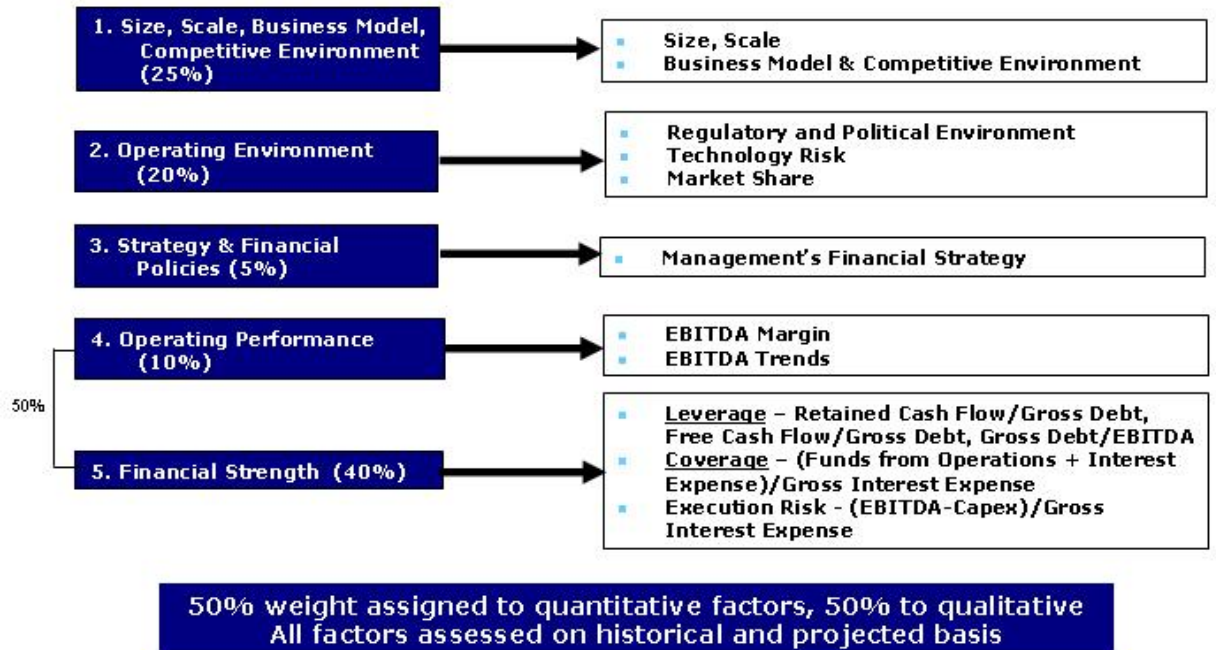 1. Size, Scale, Business Model,
Competitive Environment
(25%)
Size, Scale
Business Model & Competitive Environment
2. Operating Environment
(20%)
Regulatory and Political Environment
Technology Risk
Market Share
3. Strategy & Financial
Policies (5%)
Management's Financial Strategy
4. Operating Performance
(10%)
EBITDA Margin
EBITDA Trends
50%
5. Financial Strength (40%)
Leverage – Retained Cash Flow/Gross Debt,
Free Cash Flow/Gross Debt, Gross Debt/EBITDA
Coverage – (Funds from Operations + Interest
Expense)/Gross Interest Expense
Execution Risk - (EBITDA-Capex)/Gross
Interest Expense
50% weight assigned to quantitative factors, 50% to qualitative
All factors assessed on historical and projected basis